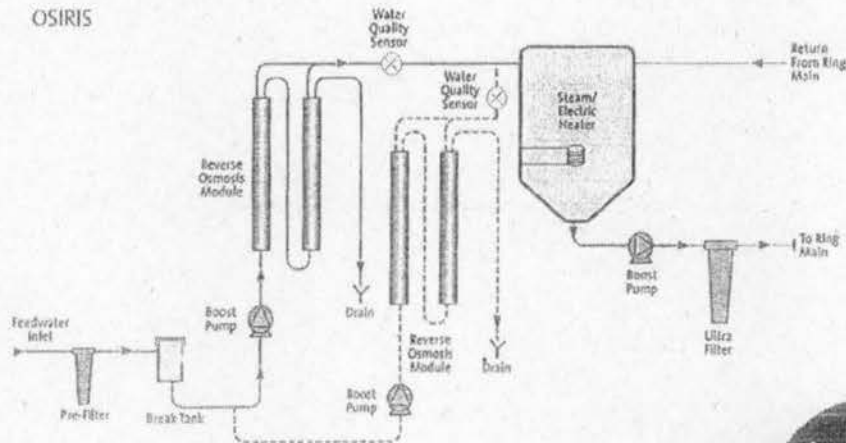 OSIRIS
Water
Quality
Sensor
Water
Quality
Sensor
Return
From Ring
Main
Steam/
Electric
Heater
Reverse
Osmosis
Module
To Ring
Main
Boost
Pump
Drain
Boost
Pump
Feedwater
Inlet
Ultra
Filter
Reverse
Osmosis
Module
Drain
Pre-Filter
Break Tank
Boost
Pump